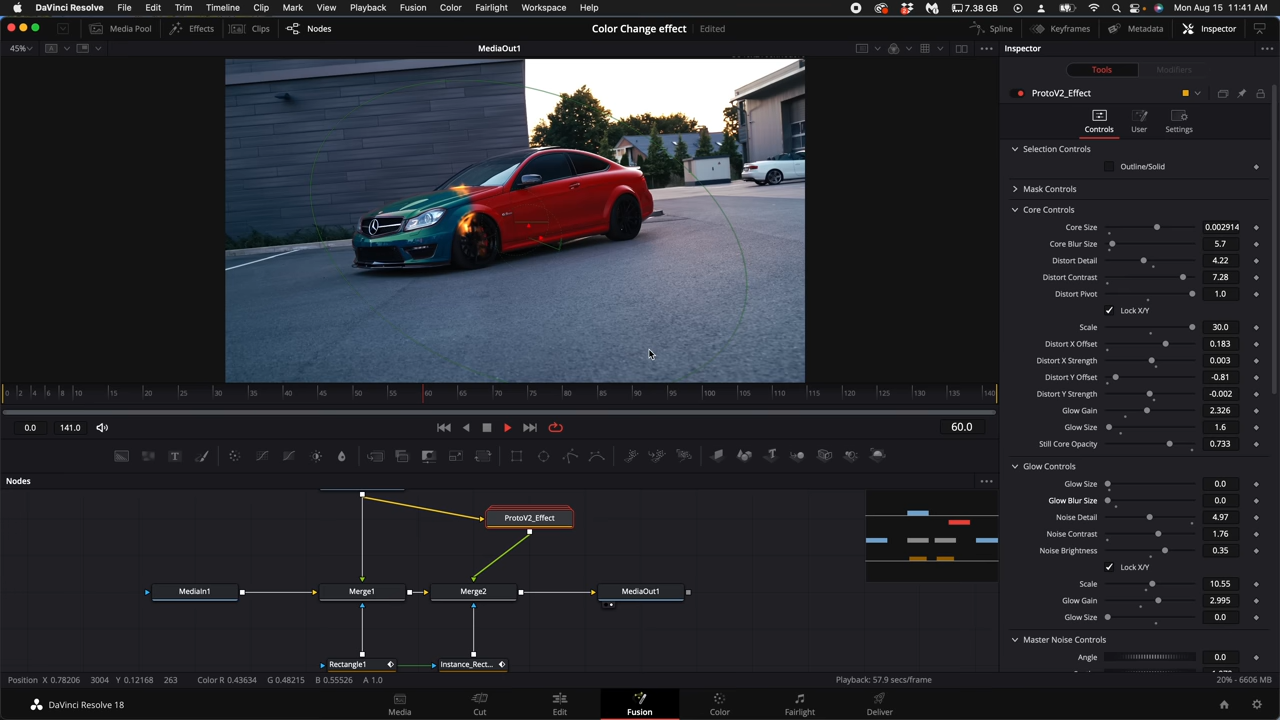 DaVinci Resolve File Edit Trim Timeline Clip Mark View Playback Fusion Color Fairlight Workspace Help 7.38 GB Mon Aug 15 11:41 AM
Media Pool Effects Clips Nodes Color Change effect Edited Spline Keyframes Metadata Inspector
45% MediaOut1 Inspector
Tools Modifiers
ProtoV2_Effect
Controls User Settings
Selection Controls
Outline/Solid
Mask Controls
Core Controls
Core Size 0.002914
Core Blur Size 5.7
Distort Detail 4.22
Distort Contrast 7.28
Distort Pivot 1.0
Lock X/Y
Scale 30.0
Distort X Offset 0.183
Distort X Strength 0.003
Distort Y Offset -0.81
Distort Y Strength -0.002
Glow Gain 2.326
Glow Size 1.6
Still Core Opacity 0.733
Glow Controls
Glow Size 0.0
Glow Blur Size 0.0
Noise Detail 4.97
Noise Contrast 1.76
Noise Brightness 0.35
Lock X/Y
Scale 10.55
Glow Gain 2.995
Glow Size 0.0
Master Noise Controls
Angle 0.0
0 2 4 6 8 10 15 20 25 30 35 40 45 50 55 60 65 70 75 80 85 90 95 100 105 110 115 120 125 130 135 140
0.0 141.0 60.0
Nodes
ProtoV2_Effect
MediaIn1 Merge1 Merge2 MediaOut1
Rectangle1 Instance_Rect...
Position X 0.78206 Y 0.12168 263 Color R 0.43634 G 0.48215 B 0.55526 A 1.0 Playback: 57.9 secs/frame 20% - 6606 MB
DaVinci Resolve 18 Media Cut Edit Fusion Color Fairlight Deliver